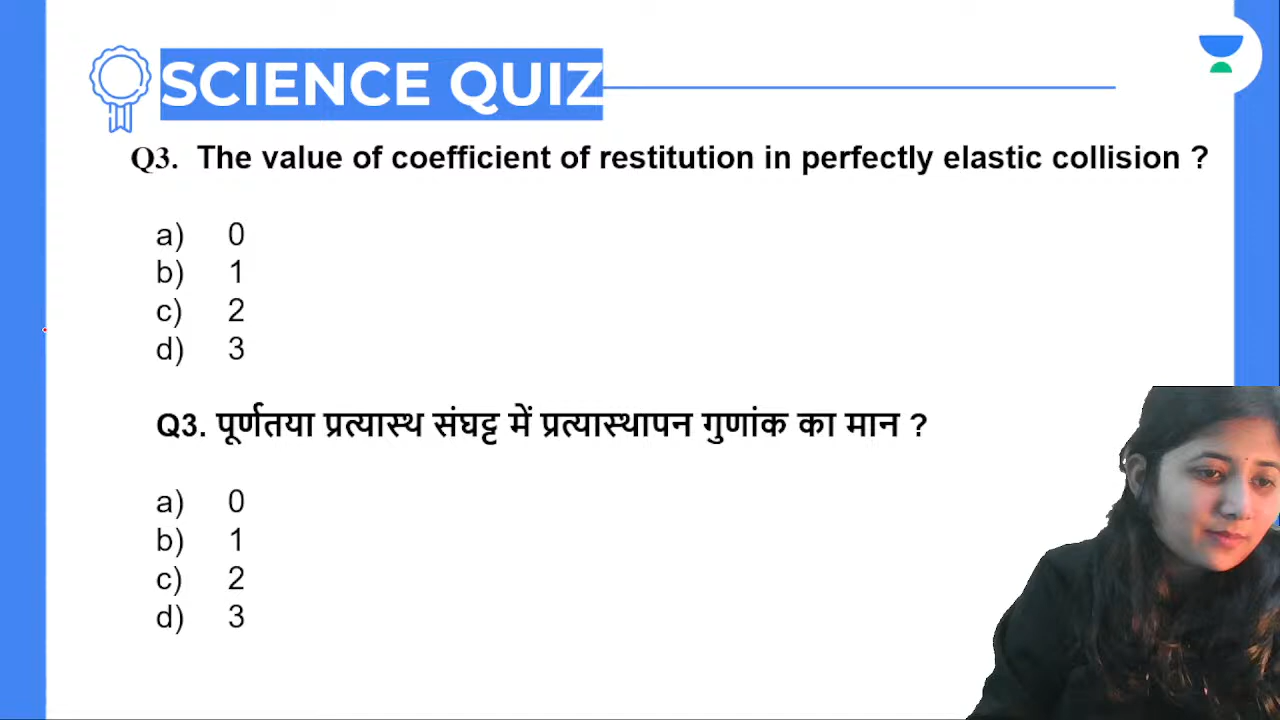 SCIENCE QUIZ
Q3. The value of coefficient of restitution in perfectly elastic collision ?
a) 0
b) 1
c) 2
d) 3
Q3. पूर्णतया प्रत्यास्थ संघट्ट में प्रत्यास्थापन गुणांक का मान ?
a) 0
b) 1
c) 2
d) 3